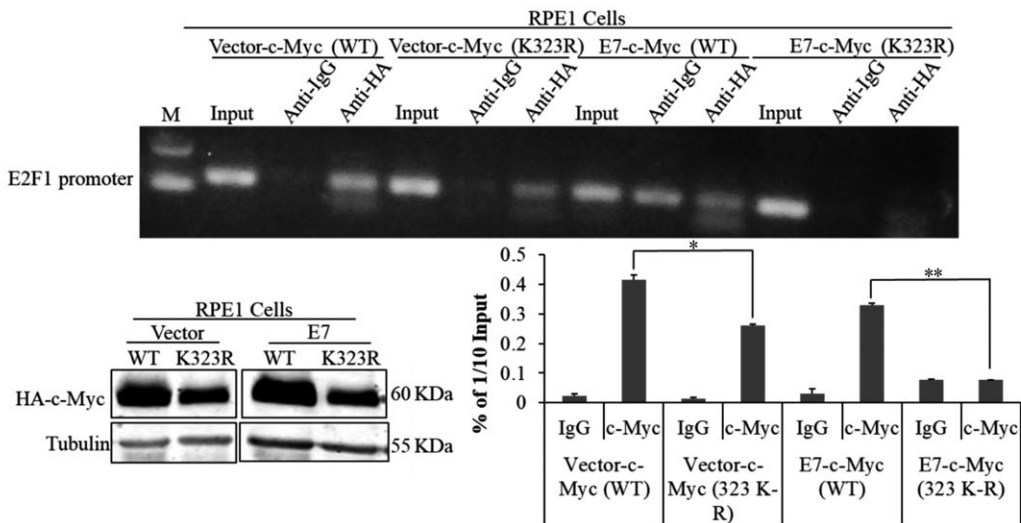 RPE1 Cells
Vector-c-Myc (WT) Vector-c-Myc (K323R) E7-c-Myc (WT) E7-c-Myc (K323R)
M Input Anti-IgG Anti-HA Input Anti-IgG Anti-HA Input Anti-IgG Anti-HA Input Anti-IgG Anti-HA
E2F1 promoter
RPE1 Cells
Vector E7
WT K323R WT K323R
HA-c-Myc 60 KDa
Tubulin 55 KDa
% of 1/10 Input
0.5
0.4
0.3
0.2
0.1
0
* **
IgG c-Myc IgG c-Myc IgG c-Myc IgG c-Myc
Vector-c- Vector-c- E7-c-Myc E7-c-Myc
Myc (WT) Myc (323 K- (WT) (323 K-R)
R)